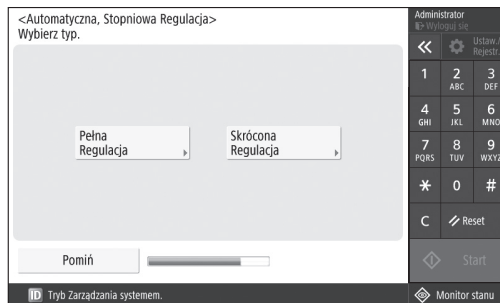 <Automatyczna, Stopniowa Regulacja>
Wybierz typ.
Pełna
Regulacja
Skrócona
Regulacja
Pomiń
ID Tryb Zarządzania systemem.
Administrator
Wyloguj się
Ustaw./
Rejestr.
1
2
ABC
3
DEF
4
GHI
5
JKL
6
MNO
7
PQRS
8
TUV
9
WXYZ
*
0
#
C
Reset
Start
Monitor stanu